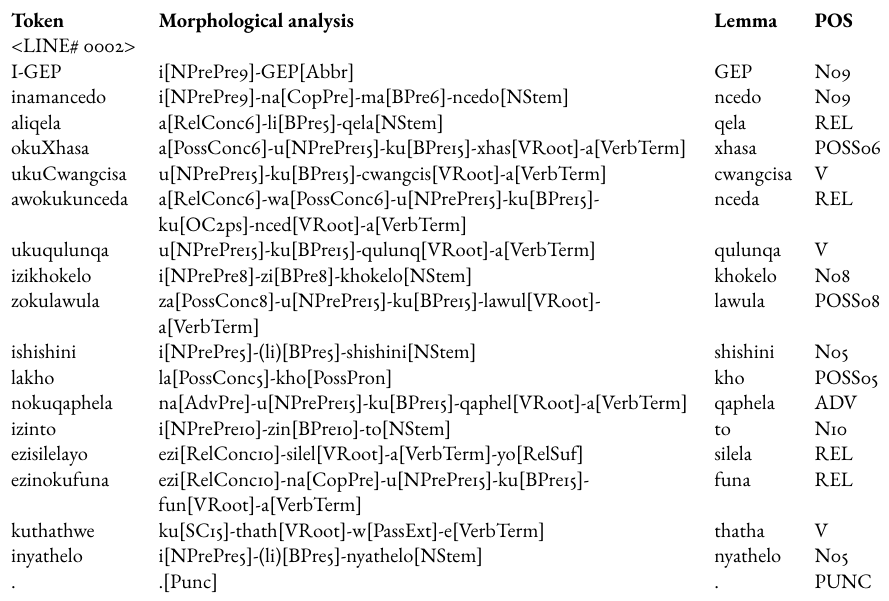 Token Morphological analysis Lemma POS
<LINE# 0002>
I-GEP i[NPrePre9]-GEP[Abbr] GEP N09
inamancedo i[NPrePre9]-na[CopPre]-ma[BPre6]-ncedo[NStem] ncedo N09
aliqela a[RelConc6]-li[BPre5]-qela[NStem] qela REL
okuXhasa a[PossConc6]-u[NPrePre15]-ku[BPre15]-xhas[VRoot]-a[VerbTerm] xhasa POSS06
ukuCwangcisa u[NPrePre15]-ku[BPre15]-cwangcis[VRoot]-a[VerbTerm] cwangcisa V
awokukunceda a[RelConc6]-wa[PossConc6]-u[NPrePre15]-ku[BPre15]- nceda REL
ku[OC2ps]-nced[VRoot]-a[VerbTerm]
ukuqulunqa u[NPrePre15]-ku[BPre15]-qulunq[VRoot]-a[VerbTerm] qulunqa V
izikhokelo i[NPrePre8]-zi[BPre8]-khokelo[NStem] khokelo N08
zokulawula za[PossConc8]-u[NPrePre15]-ku[BPre15]-lawul[VRoot]- lawula POSS08
a[VerbTerm]
ishishini i[NPrePre5]-(li)[BPre5]-shishini[NStem] shishini N05
lakho la[PossConc5]-kho[PossPron] kho POSS05
nokuqaphela na[AdvPre]-u[NPrePre15]-ku[BPre15]-qaphel[VRoot]-a[VerbTerm] qaphela ADV
izinto i[NPrePre10]-zin[BPre10]-to[NStem] to N10
ezisilelayo ezi[RelConc10]-silel[VRoot]-a[VerbTerm]-yo[RelSuf] silela REL
ezinokufuna ezi[RelConc10]-na[CopPre]-u[NPrePre15]-ku[BPre15]- funa REL
fun[VRoot]-a[VerbTerm]
kuthathwe ku[SC15]-thath[VRoot]-w[PassExt]-e[VerbTerm] thatha V
inyathelo i[NPrePre5]-(li)[BPre5]-nyathelo[NStem] nyathelo N05
. .[Punc] . PUNC